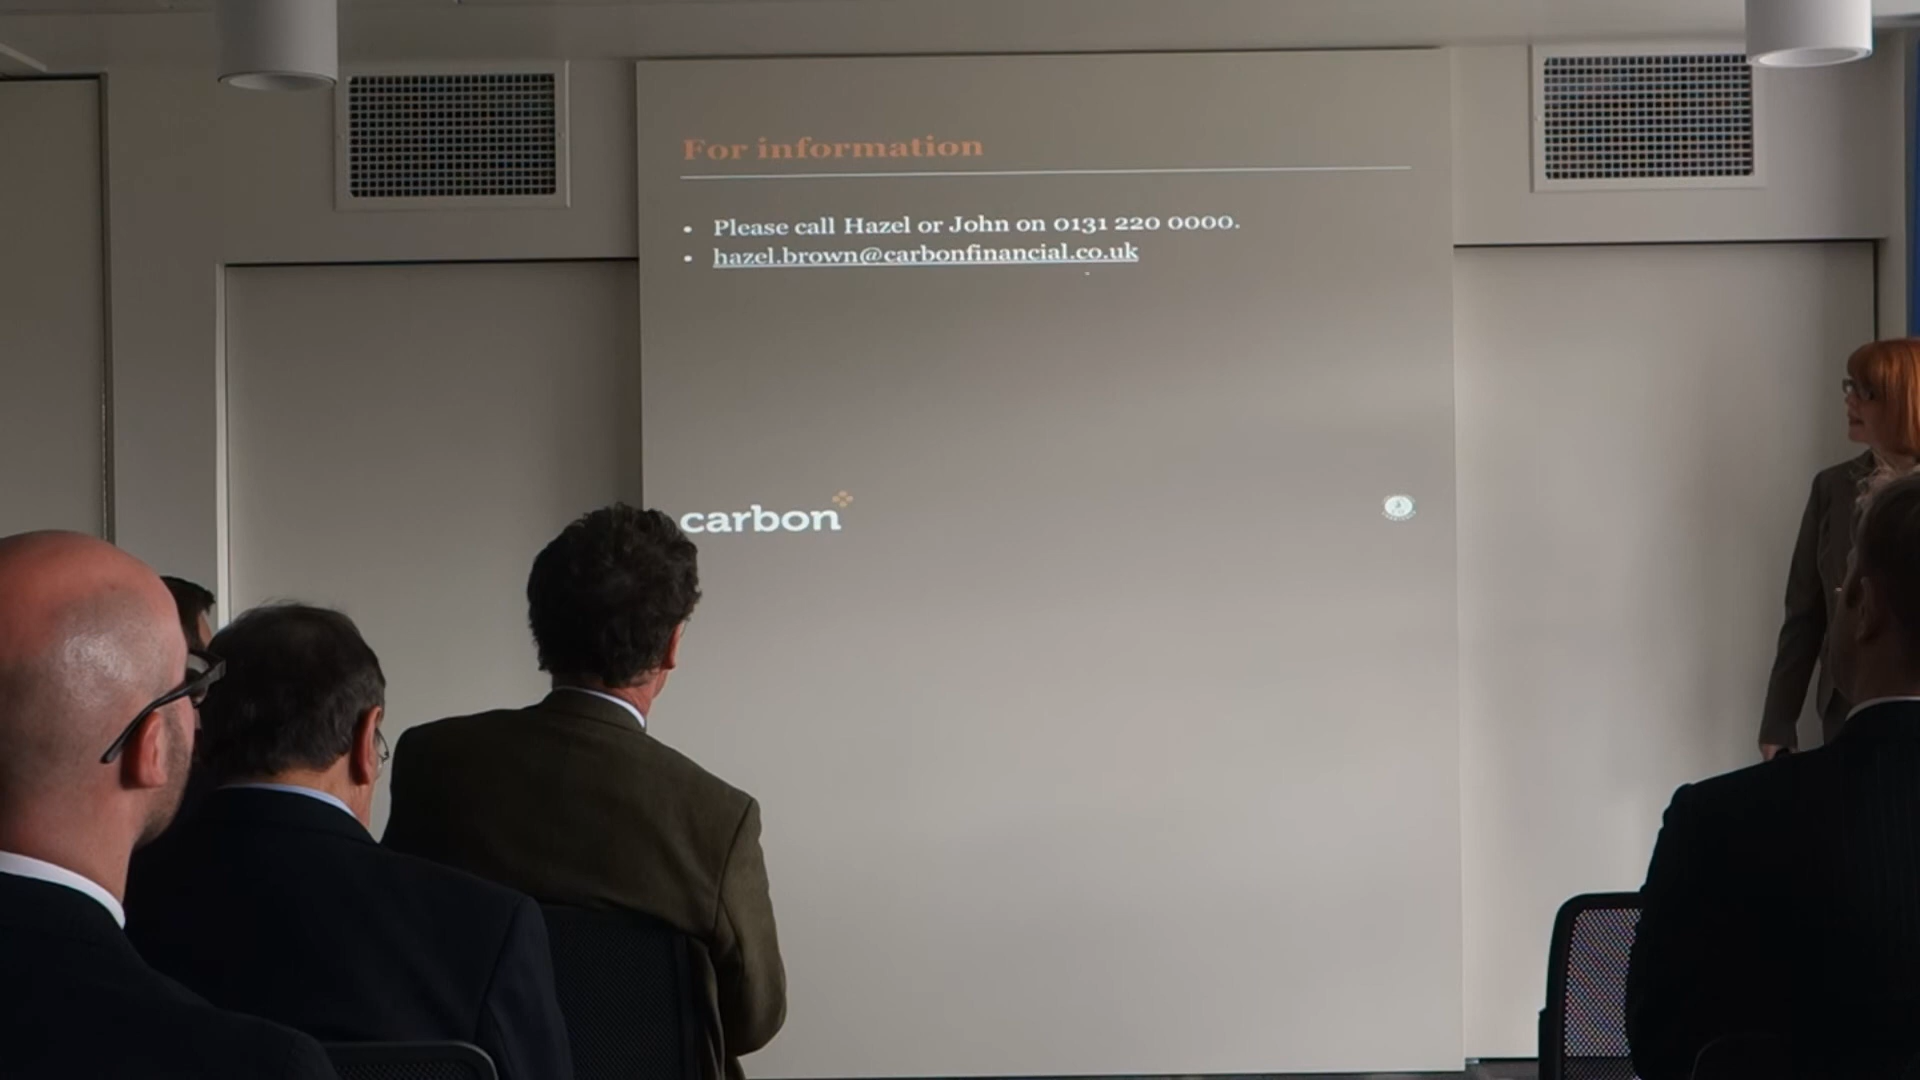 For information
• Please call Hazel or John on 0131 220 0000.
• hazel.brown@carbonfinancial.co.uk
carbon